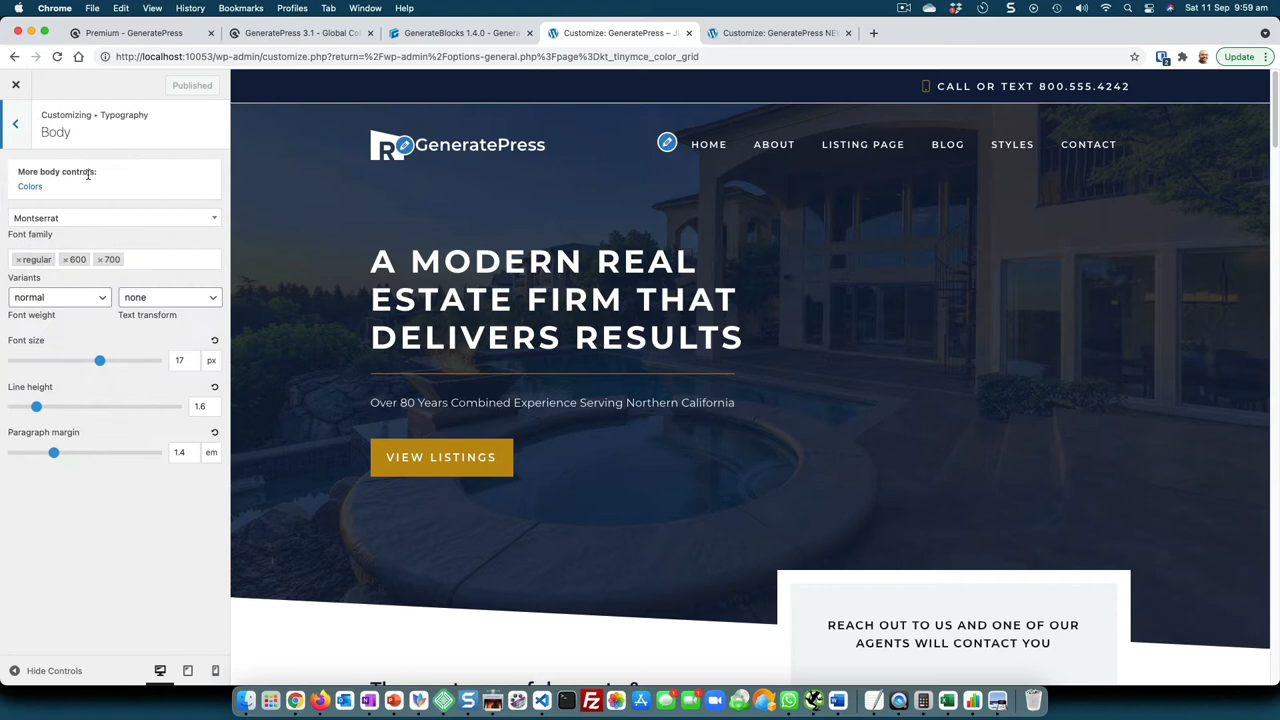 Chrome File Edit View History Bookmarks Profiles Tab Window Help
Sat 11 Sep 9:59 am
Premium - GeneratePress
GeneratePress 3.1 - Global Co
GenerateBlocks 1.4.0 - Genera
Customize: GeneratePress – Ju
Customize: GeneratePress NE
http://localhost:10053/wp-admin/customize.php?return=%2Fwp-admin%2Foptions-general.php%3Fpage%3Dkt_tinymce_color_grid
Update
Published
Customizing ▸ Typography
Body
More body controls:
Colors
Montserrat
Font family
×regular ×600 ×700
Variants
normal none
Font weight Text transform
Font size
17 px
Line height
1.6
Paragraph margin
1.4 em
Hide Controls
CALL OR TEXT 800.555.4242
GeneratePress
HOME ABOUT LISTING PAGE BLOG STYLES CONTACT
A MODERN REAL
ESTATE FIRM THAT
DELIVERS RESULTS
Over 80 Years Combined Experience Serving Northern California
VIEW LISTINGS
REACH OUT TO US AND ONE OF OUR
AGENTS WILL CONTACT YOU